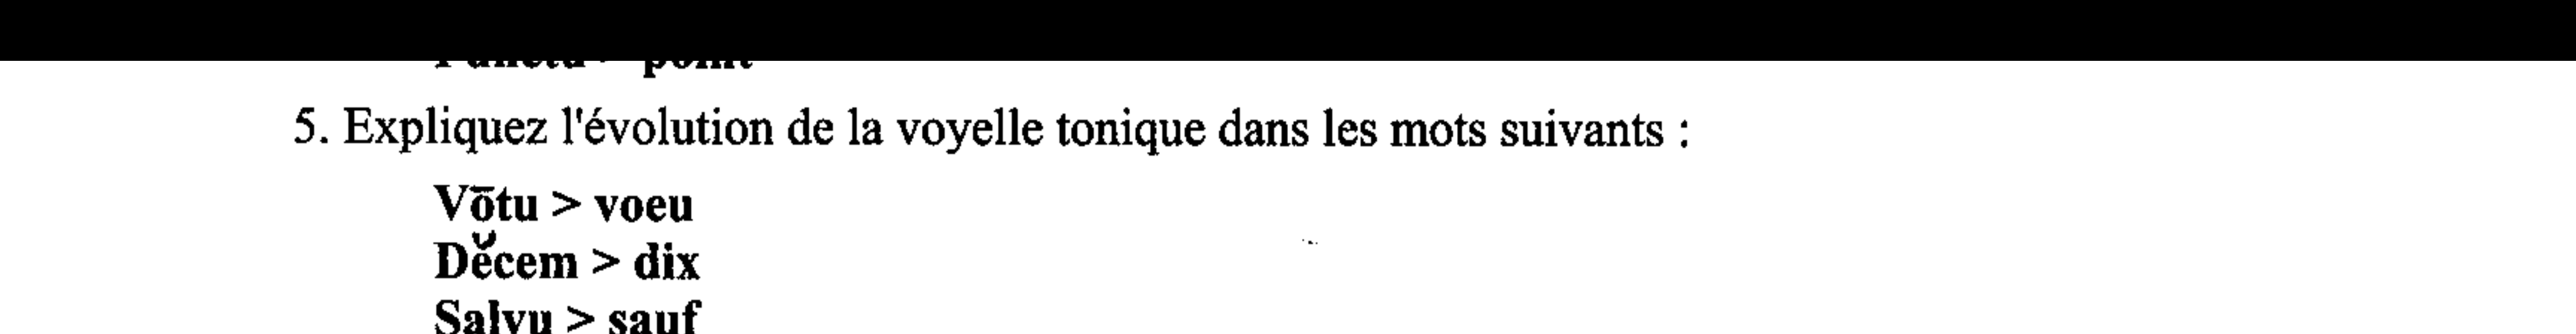 5. Expliquez l'évolution de la voyelle tonique dans les mots suivants :
Vōtu > voeu
Dĕcem > dix
Salvu > sauf